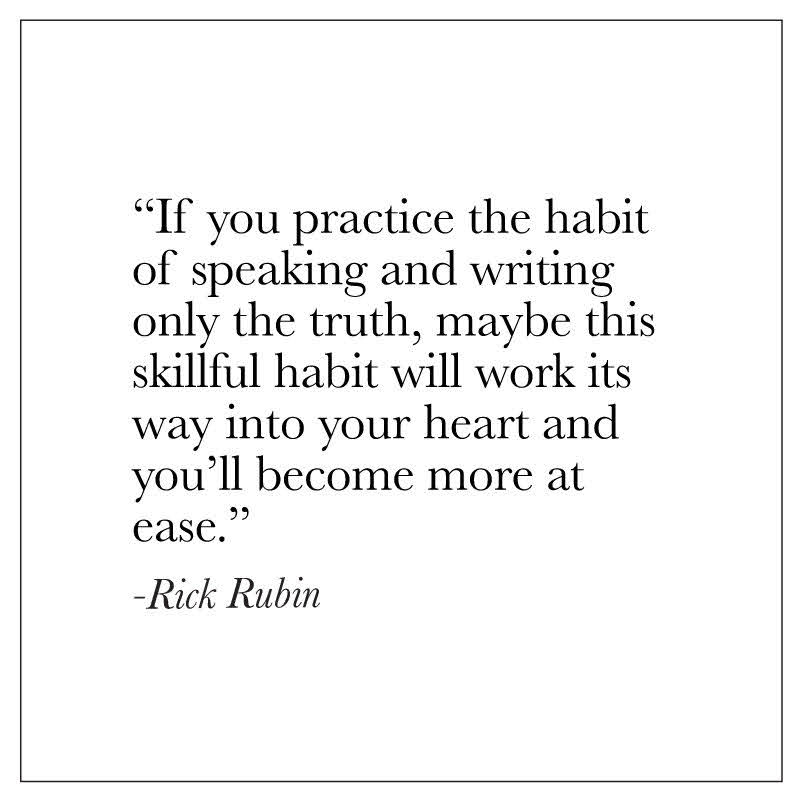 “If you practice the habit
of speaking and writing
only the truth, maybe this
skillful habit will work its
way into your heart and
you’ll become more at
ease.”
-Rick Rubin